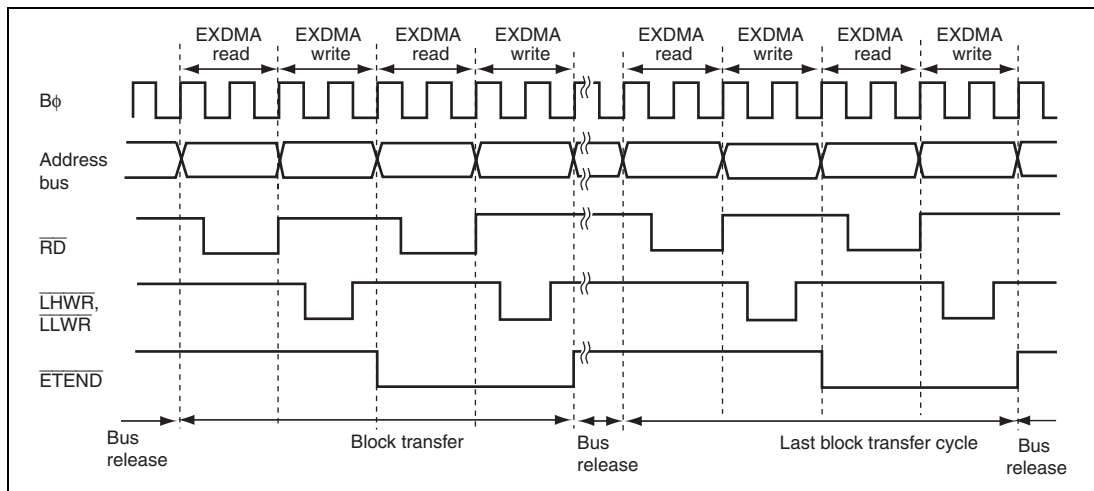 EXDMA read
EXDMA write
EXDMA read
EXDMA write
EXDMA read
EXDMA write
EXDMA read
EXDMA write
Bϕ
Address bus
RD
LHWR,
LLWR
ETEND
Bus release
Block transfer
Bus release
Last block transfer cycle
Bus release